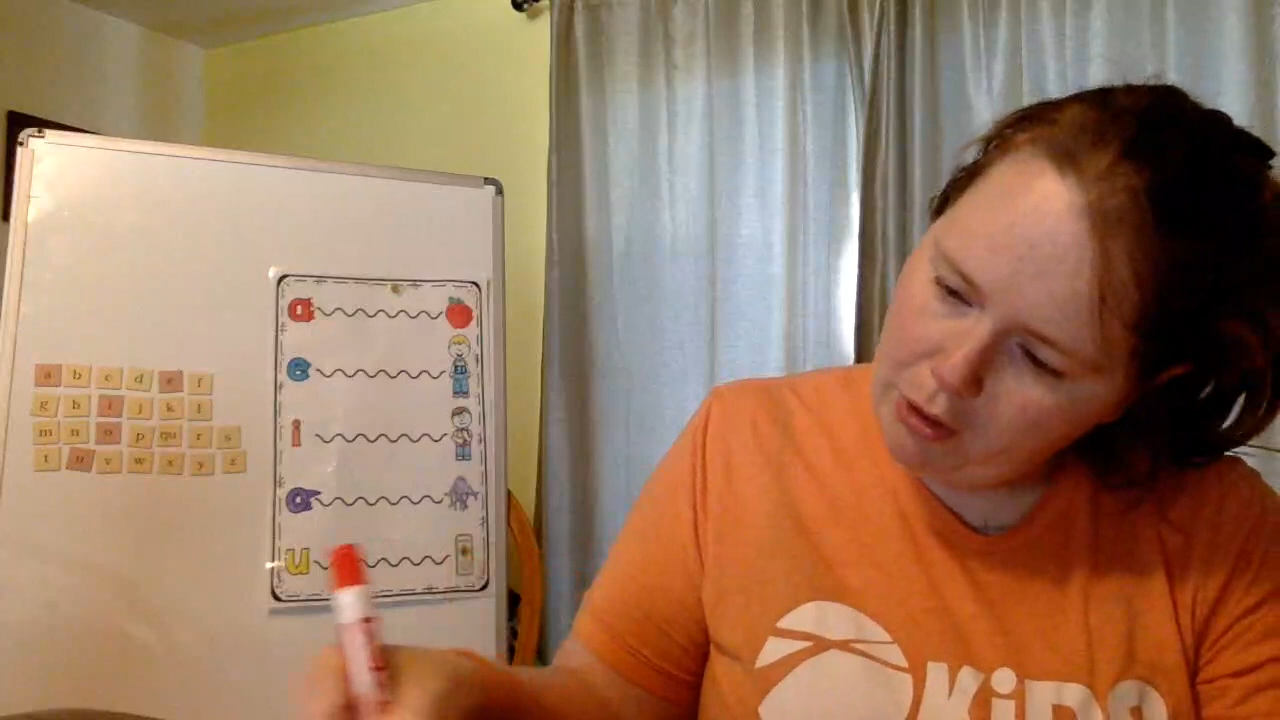 a b c d e f
g h i j k l
m n o p qu r s
t u v w x y z
a
e
i
o
u
KiDS